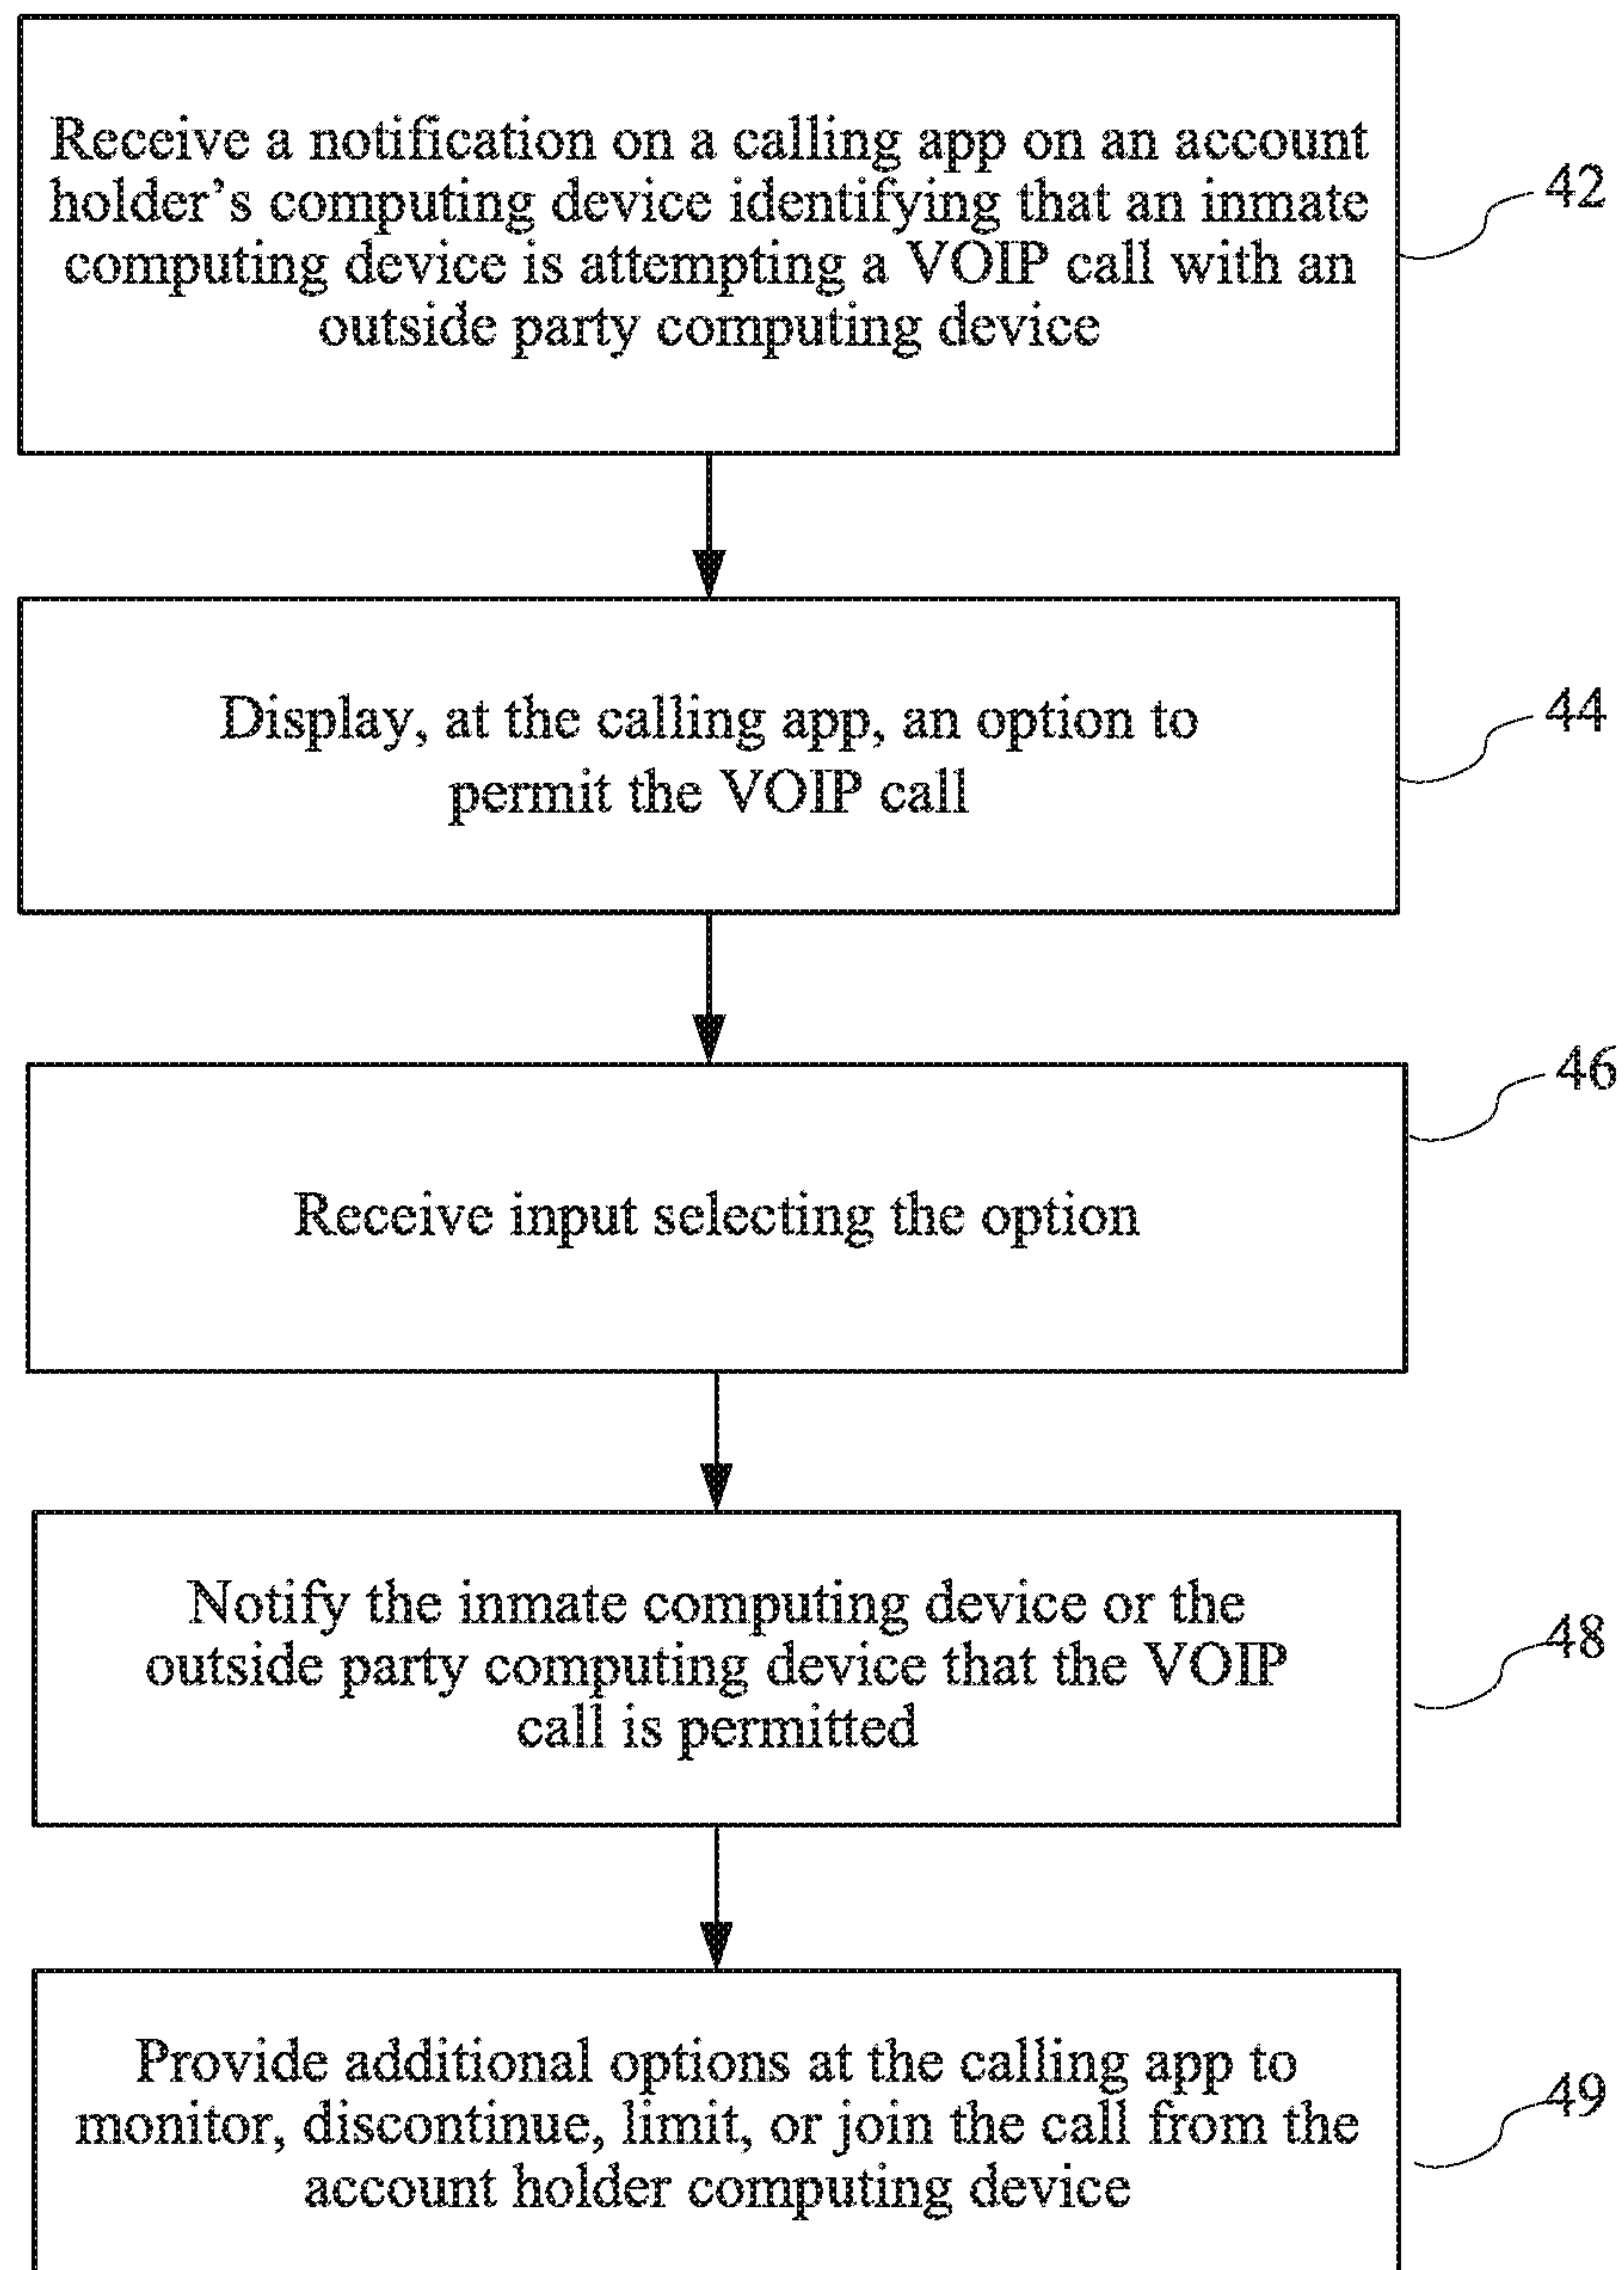 Receive a notification on a calling app on an account
holder's computing device identifying that an inmate
computing device is attempting a VOIP call with an
outside party computing device
42
Display, at the calling app, an option to
permit the VOIP call
44
46
Receive input selecting the option
Notify the inmate computing device or the
outside party computing device that the VOIP
call is permitted
48
Provide additional options at the calling app to
monitor, discontinue, limit, or join the call from the
account holder computing device
49